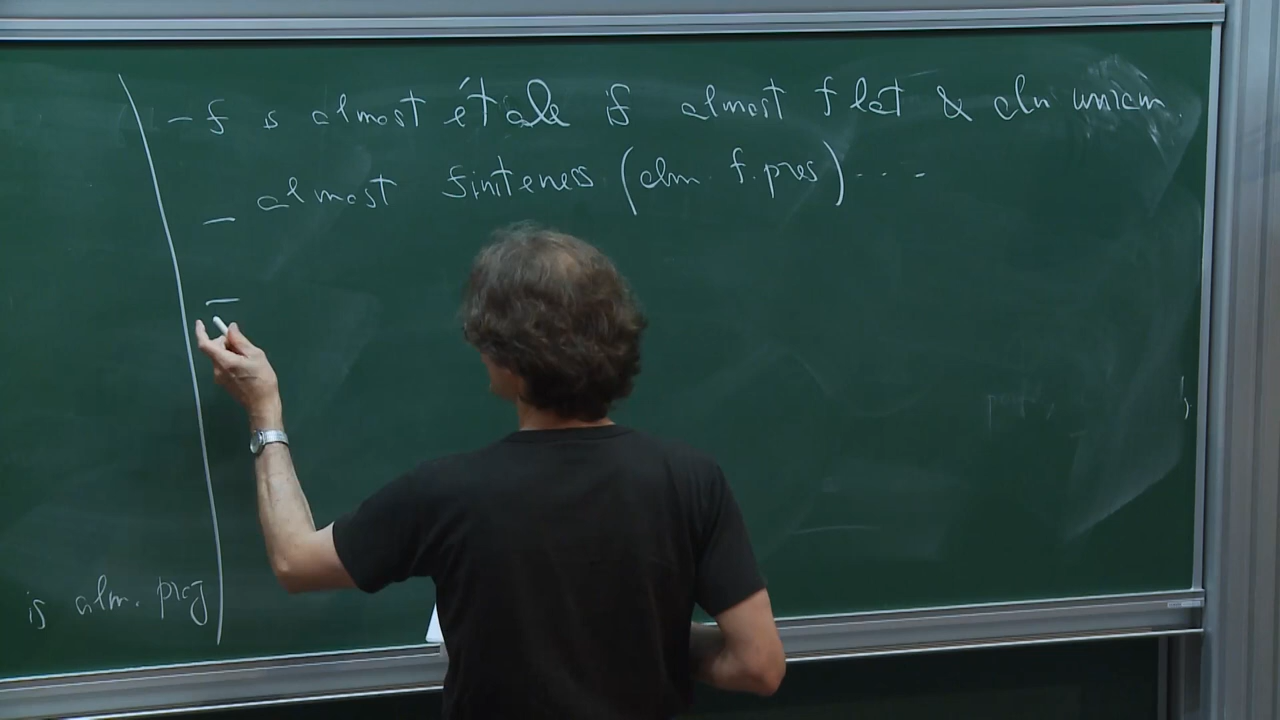 is alm. proj
- f is almost étale if almost flat & alm unram.
- almost finiteness (alm. f. pres) ....
-